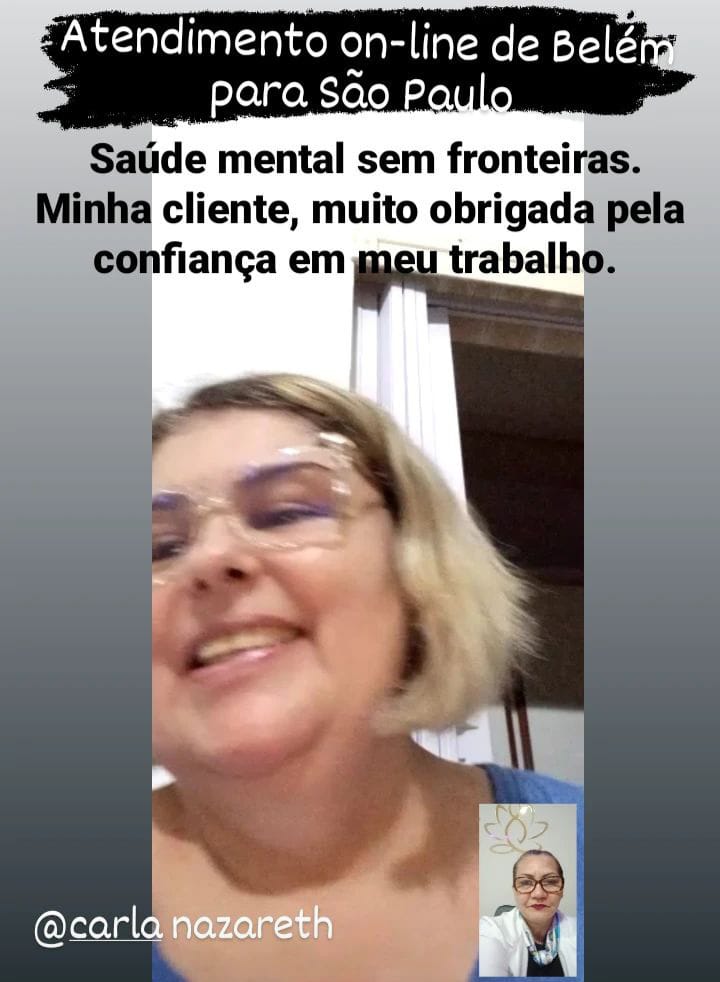 Atendimento on-line de Belém
para São Paulo
Saúde mental sem fronteiras.
Minha cliente, muito obrigada pela
confiança em meu trabalho.
@carla nazareth